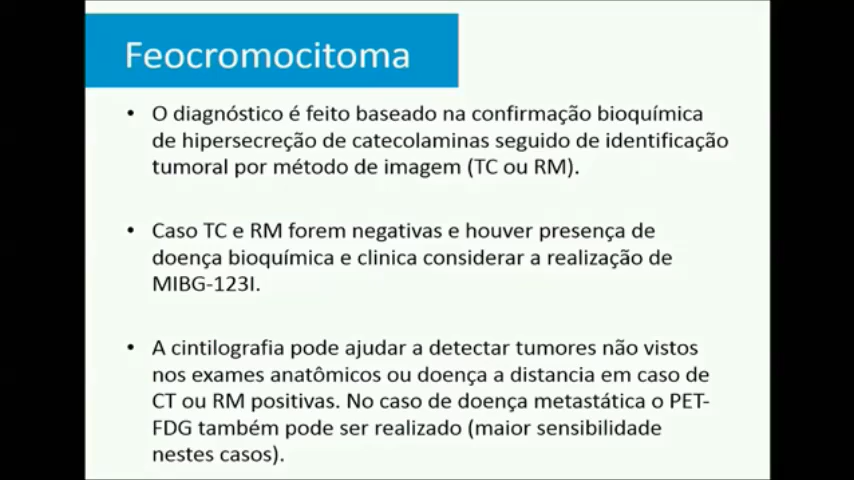 Feocromocitoma
• O diagnóstico é feito baseado na confirmação bioquímica
de hipersecreção de catecolaminas seguido de identificação
tumoral por método de imagem (TC ou RM).
• Caso TC e RM forem negativas e houver presença de
doença bioquímica e clinica considerar a realização de
MIBG-123I.
• A cintilografia pode ajudar a detectar tumores não vistos
nos exames anatômicos ou doença a distancia em caso de
CT ou RM positivas. No caso de doença metastática o PET-
FDG também pode ser realizado (maior sensibilidade
nestes casos).